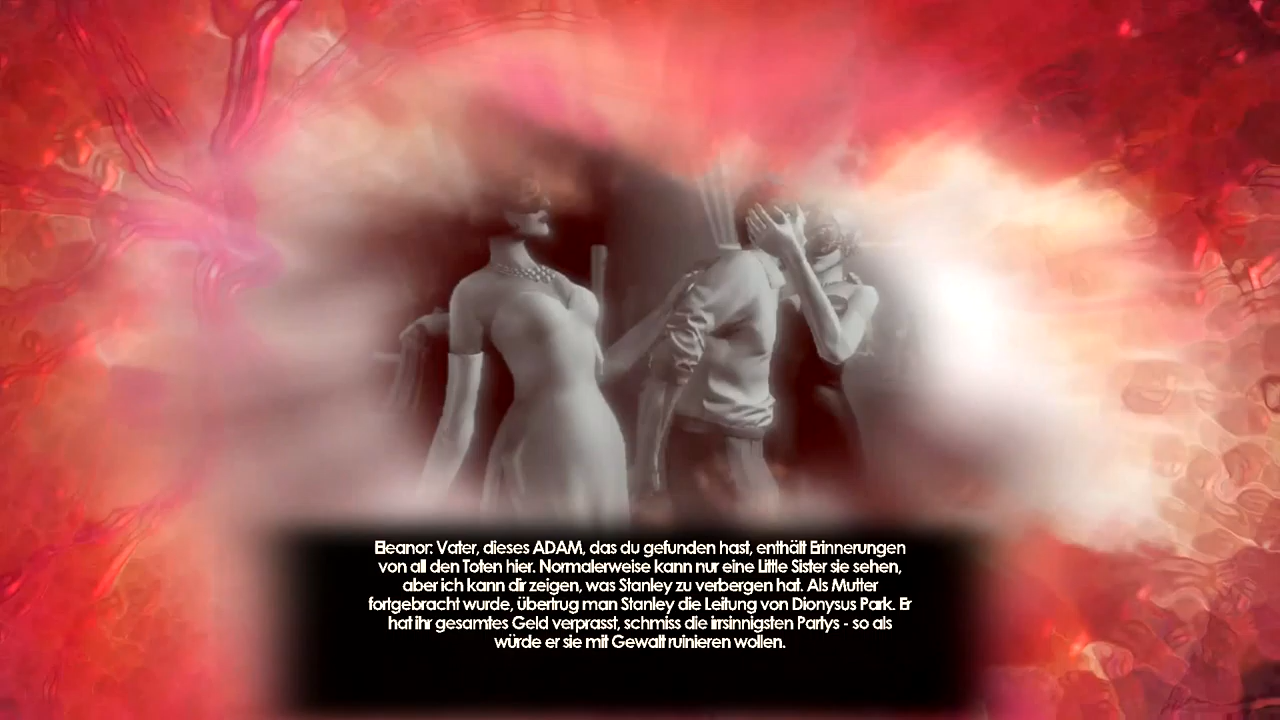 Eleanor: Vater, dieses ADAM, das du gefunden hast, enthält Erinnerungen
von all den Toten hier. Normalerweise kann nur eine Little Sister sie sehen,
aber ich kann dir zeigen, was Stanley zu verbergen hat. Als Mutter
fortgebracht wurde, übertrug man Stanley die Leitung von Dionysus Park. Er
hat ihr gesamtes Geld verprasst, schmiss die irrsinnigsten Partys - so als
würde er sie mit Gewalt ruinieren wollen.